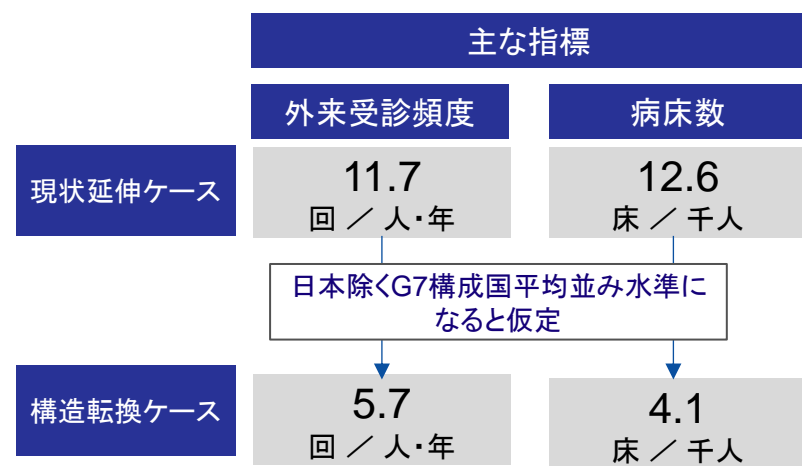 主な指標
外来受診頻度
病床数
現状延伸ケース
11.7
回 ／ 人・年
12.6
床 ／ 千人
日本除くG7構成国平均並み水準に
なると仮定
構造転換ケース
5.7
回 ／ 人・年
4.1
床 ／ 千人